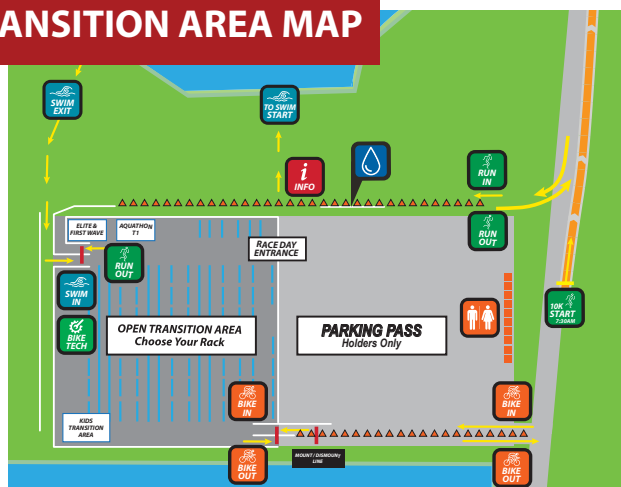 ANSITION AREA MAP
SWIM
EXIT
TO SWIM
START
i
INFO
RUN
IN
ELITE &
FIRST WAVE
AQUATHON
T1
RUN
OUT
RACE DAY
ENTRANCE
RUN
OUT
SWIM
IN
10K
START
7:30AM
BIKE
TECH
OPEN TRANSITION AREA
Choose Your Rack
PARKING PASS
Holders Only
BIKE
IN
BIKE
IN
KIDS
TRANSITION
AREA
BIKE
OUT
MOUNT / DISMOUNT
LINE
BIKE
OUT